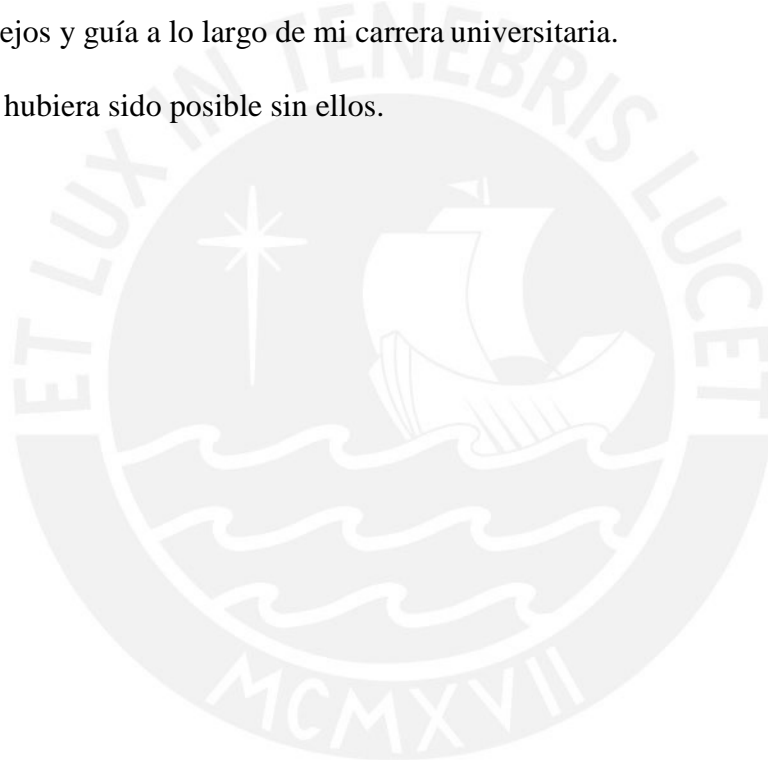 ejos y guía a lo largo de mi carrera universitaria.
hubiera sido posible sin ellos.
ET LUX IN TENEBRIS LUCET
MCMXVII